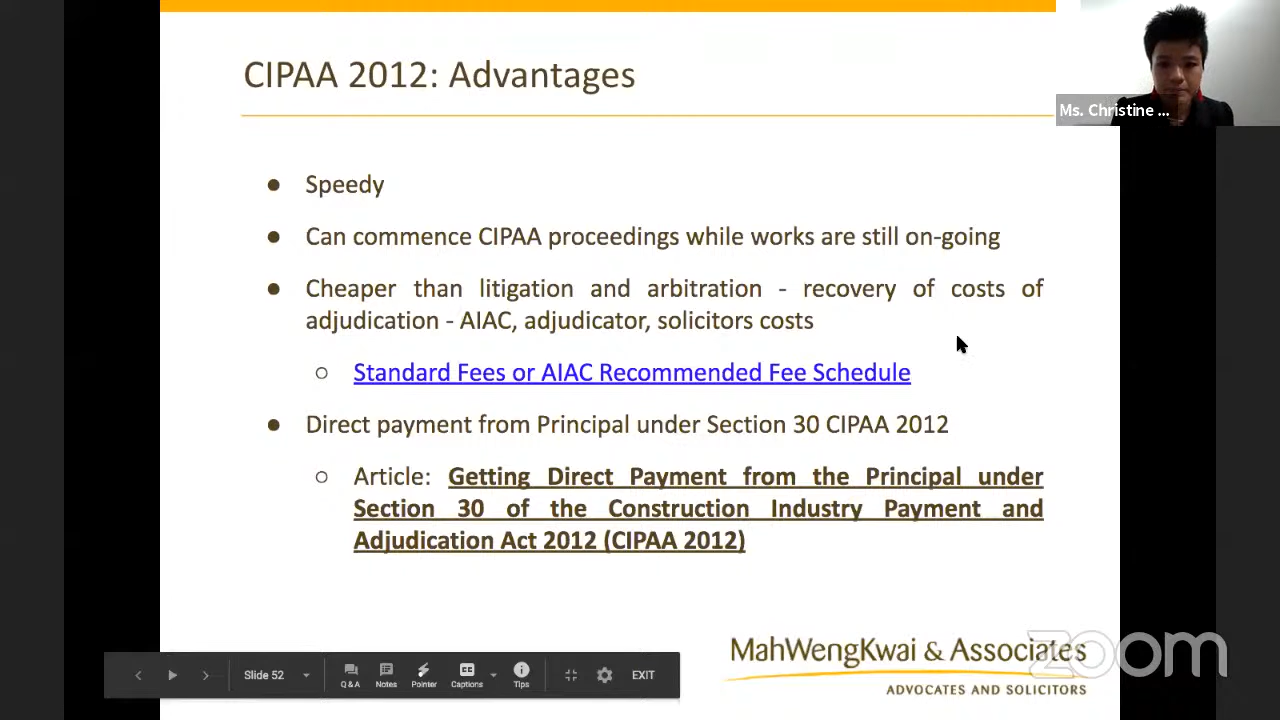 CIPAA 2012: Advantages
Ms. Christine ...
● Speedy
● Can commence CIPAA proceedings while works are still on-going
● Cheaper than litigation and arbitration - recovery of costs of
adjudication - AIAC, adjudicator, solicitors costs
○ Standard Fees or AIAC Recommended Fee Schedule
● Direct payment from Principal under Section 30 CIPAA 2012
○ Article: Getting Direct Payment from the Principal under
Section 30 of the Construction Industry Payment and
Adjudication Act 2012 (CIPAA 2012)
MahWengKwai & Associates
ADVOCATES AND SOLICITORS
zoom
Slide 52
Q&A
Notes
Pointer
Captions
Tips
EXIT